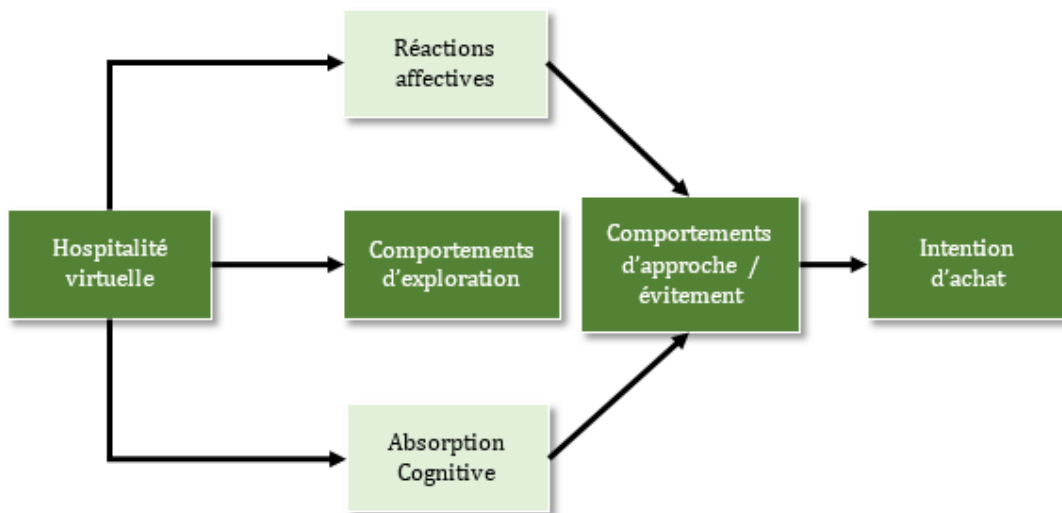 Réactions
affectives
Hospitalité
virtuelle
Comportements
d'exploration
Comportements
d'approche /
évitement
Intention
d'achat
Absorption
Cognitive